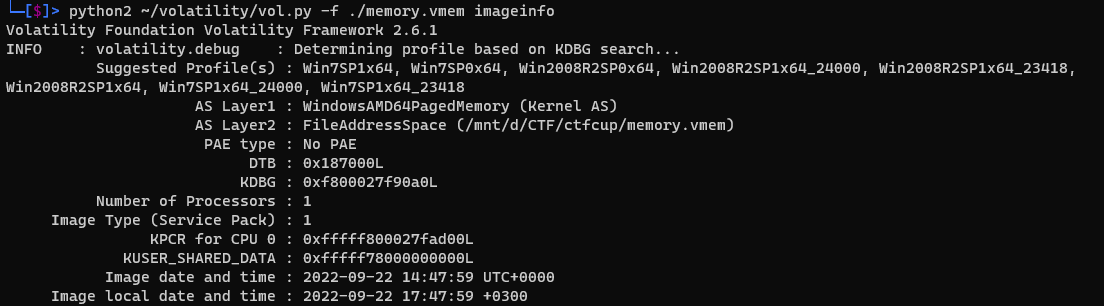 └─[$]> python2 ~/volatility/vol.py -f ./memory.vmem imageinfo
Volatility Foundation Volatility Framework 2.6.1
INFO    : volatility.debug    : Determining profile based on KDBG search...
          Suggested Profile(s) : Win7SP1x64, Win7SP0x64, Win2008R2SP0x64, Win2008R2SP1x64_24000, Win2008R2SP1x64_23418,
Win2008R2SP1x64, Win7SP1x64_24000, Win7SP1x64_23418
                     AS Layer1 : WindowsAMD64PagedMemory (Kernel AS)
                     AS Layer2 : FileAddressSpace (/mnt/d/CTF/ctfcup/memory.vmem)
                      PAE type : No PAE
                           DTB : 0x187000L
                          KDBG : 0xf800027f90a0L
          Number of Processors : 1
     Image Type (Service Pack) : 1
                KPCR for CPU 0 : 0xfffff800027fad00L
             KUSER_SHARED_DATA : 0xfffff78000000000L
           Image date and time : 2022-09-22 14:47:59 UTC+0000
     Image local date and time : 2022-09-22 17:47:59 +0300